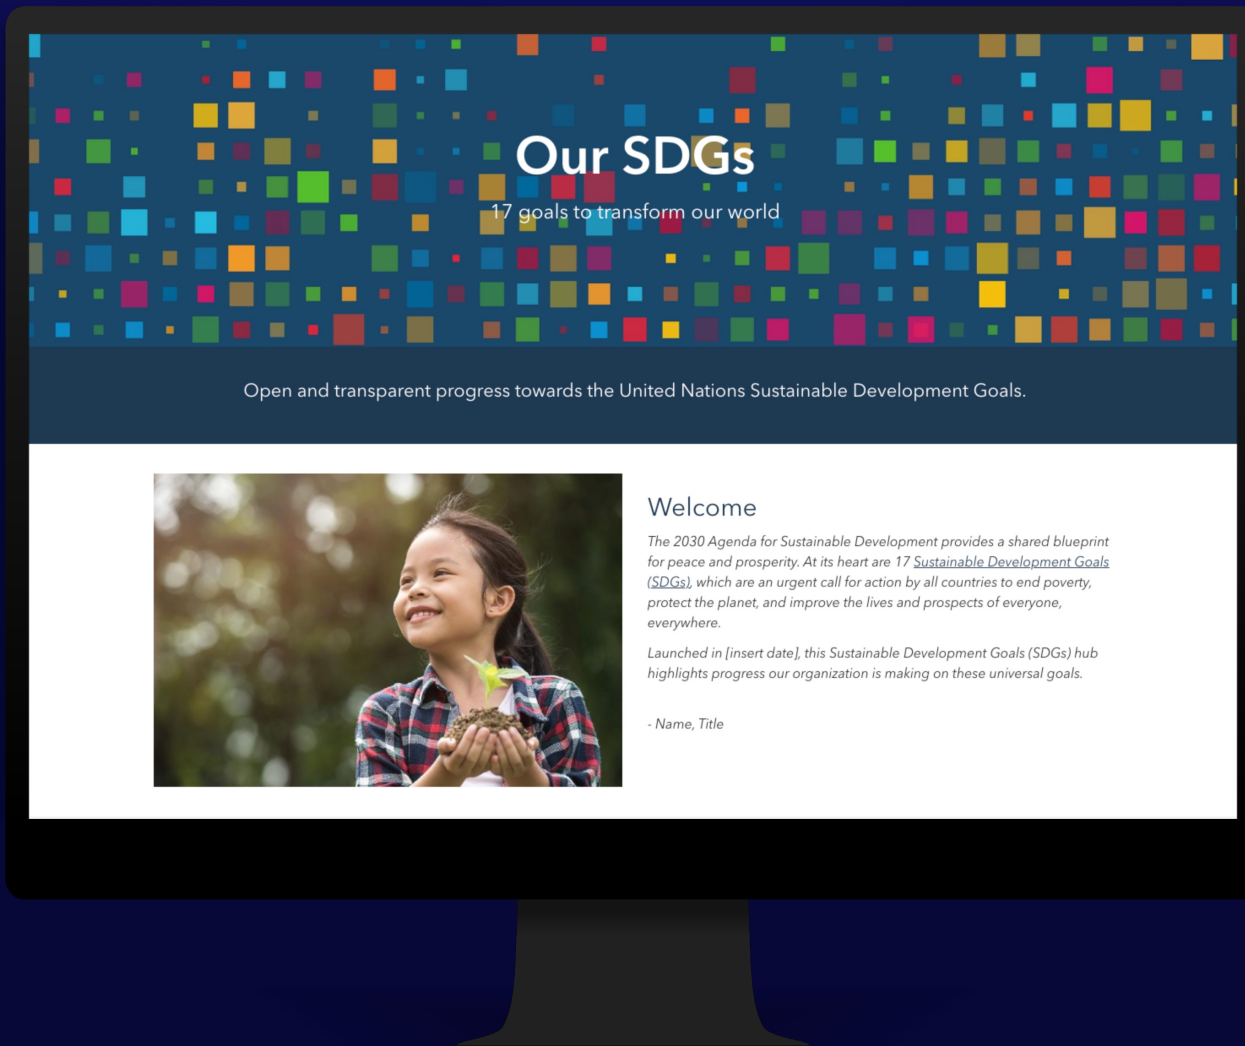 Our SDGs
17 goals to transform our world
Open and transparent progress towards the United Nations Sustainable Development Goals.
Welcome
The 2030 Agenda for Sustainable Development provides a shared blueprint
for peace and prosperity. At its heart are 17 Sustainable Development Goals
(SDGs), which are an urgent call for action by all countries to end poverty,
protect the planet, and improve the lives and prospects of everyone,
everywhere.
Launched in [insert date], this Sustainable Development Goals (SDGs) hub
highlights progress our organization is making on these universal goals.
- Name, Title